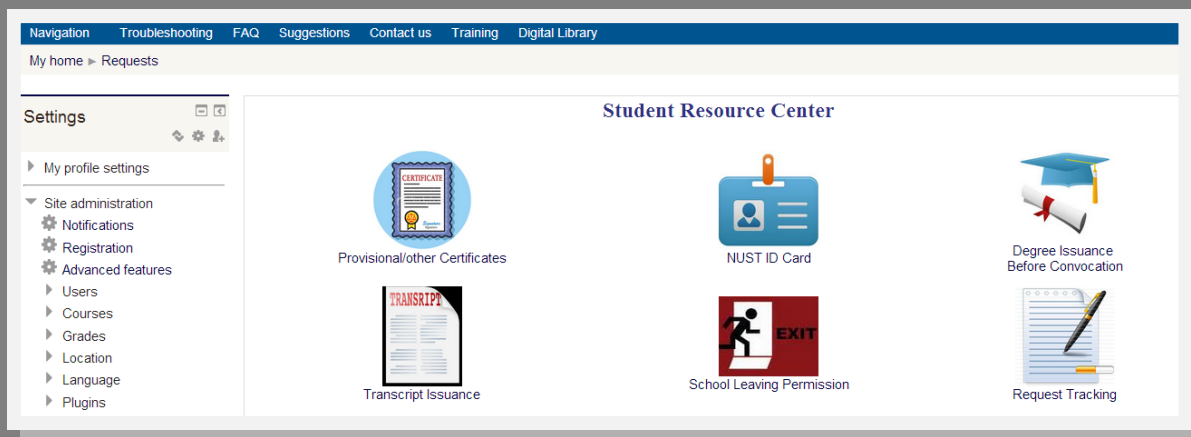 Navigation Troubleshooting FAQ Suggestions Contact us Training Digital Library
My home ► Requests
Settings
My profile settings
Site administration
Notifications
Registration
Advanced features
Users
Courses
Grades
Location
Language
Plugins
Student Resource Center
CERTIFICATE
Signature
Provisional/other Certificates
NUST ID Card
Degree Issuance
Before Convocation
TRANSRIPT
Transcript Issuance
EXIT
School Leaving Permission
Request Tracking